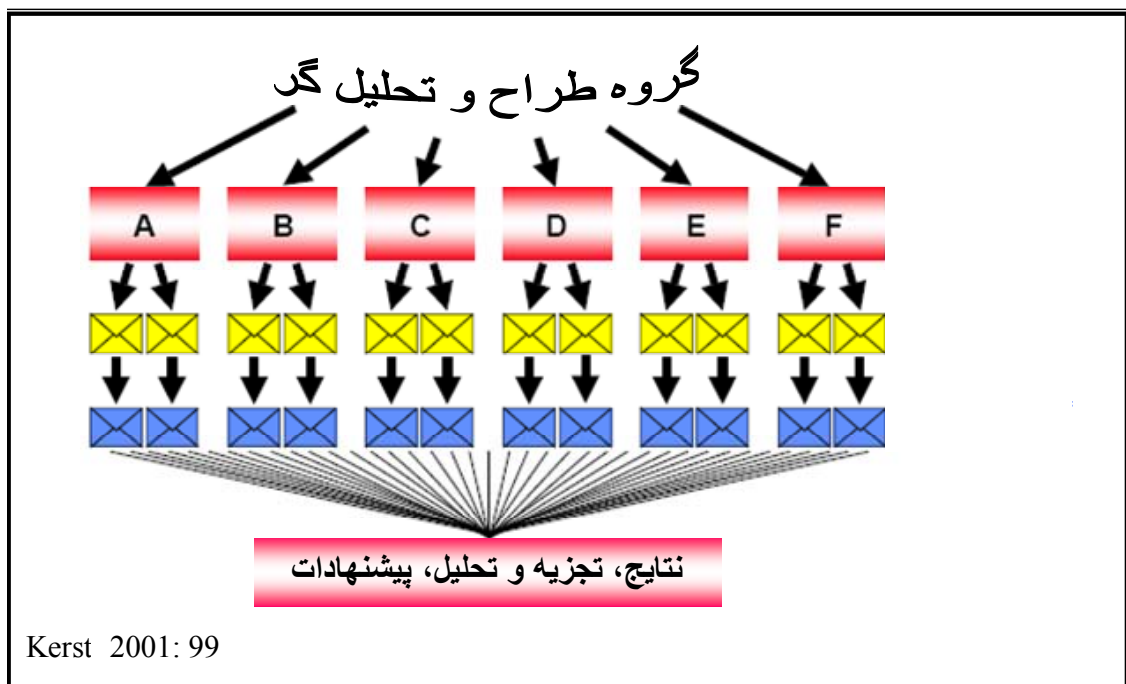 گروه طراح و تحلیل گر
A B C D E F
نتایج، تجزیه و تحلیل، پیشنهادات
Kerst 2001: 99